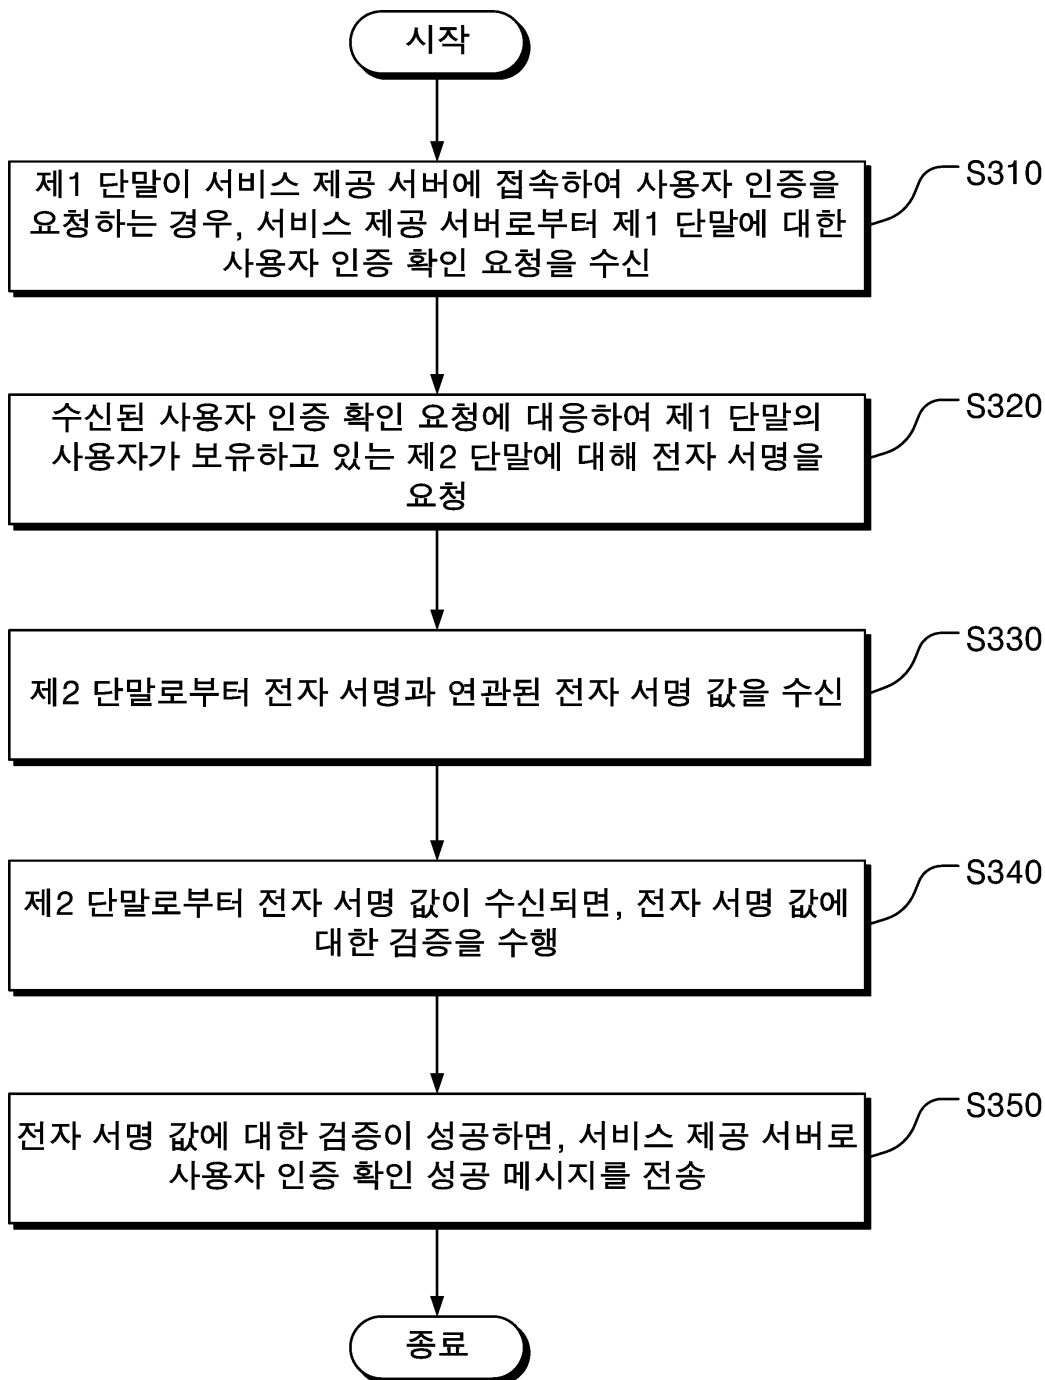 시작
제1 단말이 서비스 제공 서버에 접속하여 사용자 인증을
요청하는 경우, 서비스 제공 서버로부터 제1 단말에 대한
사용자 인증 확인 요청을 수신
S310
수신된 사용자 인증 확인 요청에 대응하여 제1 단말의
사용자가 보유하고 있는 제2 단말에 대해 전자 서명을
요청
S320
제2 단말로부터 전자 서명과 연관된 전자 서명 값을 수신
S330
제2 단말로부터 전자 서명 값이 수신되면, 전자 서명 값에
대한 검증을 수행
S340
전자 서명 값에 대한 검증이 성공하면, 서비스 제공 서버로
사용자 인증 확인 성공 메시지를 전송
S350
종료